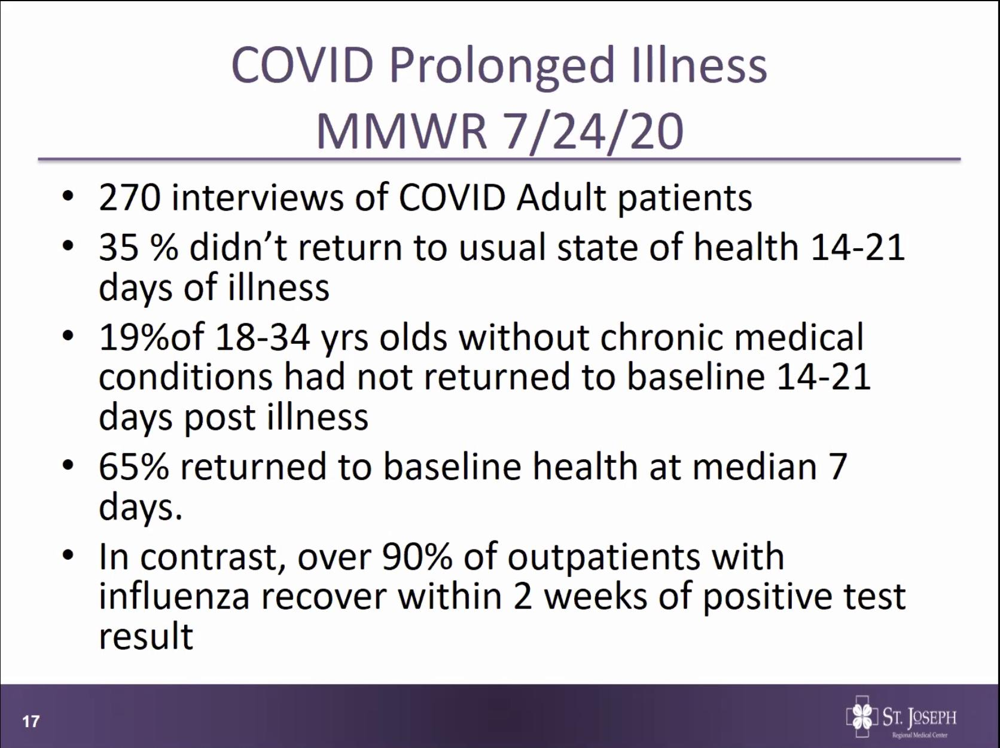 COVID Prolonged Illness
MMWR 7/24/20
• 270 interviews of COVID Adult patients
• 35 % didn’t return to usual state of health 14-21
days of illness
• 19%of 18-34 yrs olds without chronic medical
conditions had not returned to baseline 14-21
days post illness
• 65% returned to baseline health at median 7
days.
• In contrast, over 90% of outpatients with
influenza recover within 2 weeks of positive test
result
17
ST. JOSEPH
Regional Medical Center